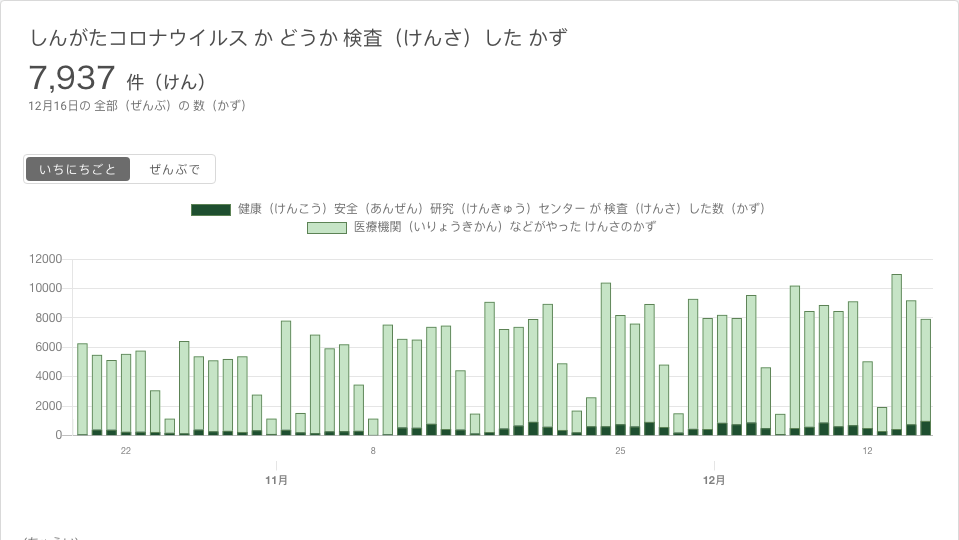 しんがたコロナウイルス か どうか 検査（けんさ）した かず
7,937 件（けん）
12月16日の 全部（ぜんぶ）の 数（かず）
いちにちごと ぜんぶで
健康（けんこう）安全（あんぜん）研究（けんきゅう）センター が 検査（けんさ）した数（かず）
医療機関（いりょうきかん）などがやった けんさのかず
12000
10000
8000
6000
4000
2000
0
22 8 25 12
11月 12月